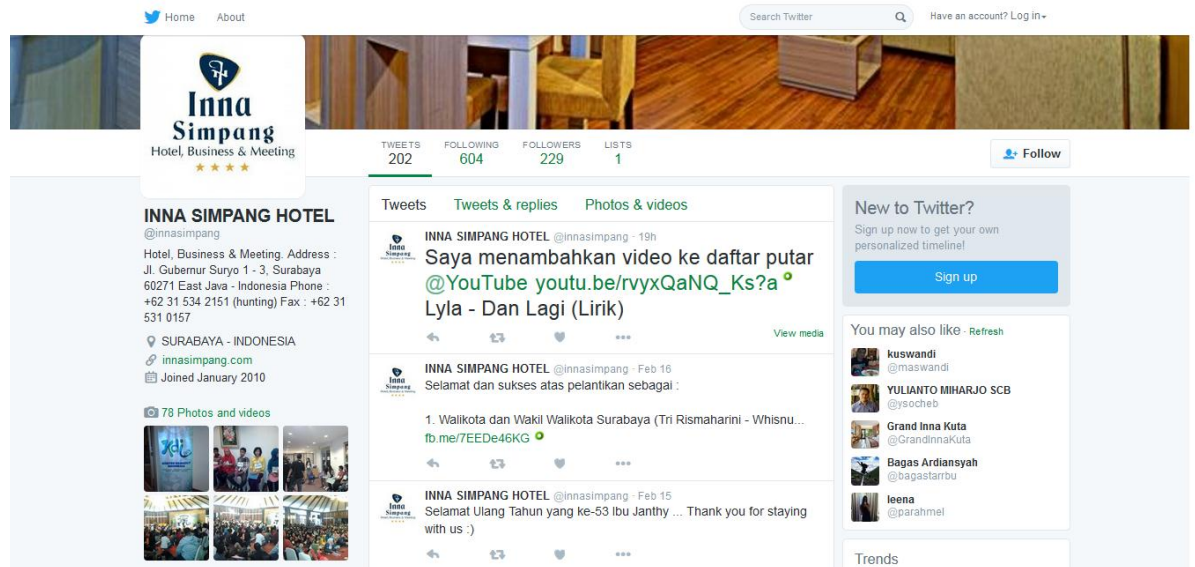 Home About
Search Twitter
Have an account? Log in
Inna
Simpang
Hotel, Business & Meeting
TWEETS
202
FOLLOWING
604
FOLLOWERS
229
LISTS
1
Follow
INNA SIMPANG HOTEL
@innasimpang
Hotel, Business & Meeting. Address :
Jl. Gubernur Suryo 1 - 3, Surabaya
60271 East Java - Indonesia Phone :
+62 31 534 2151 (hunting) Fax : +62 31
531 0157
SURABAYA - INDONESIA
innasimpang.com
Joined January 2010
78 Photos and videos
Tweets Tweets & replies Photos & videos
INNA SIMPANG HOTEL @innasimpang · 19h
Saya menambahkan video ke daftar putar
@YouTube youtu.be/rvyxQaNQ_Ks?a
Lyla - Dan Lagi (Lirik)
View media
INNA SIMPANG HOTEL @innasimpang · Feb 16
Selamat dan sukses atas pelantikan sebagai :
1. Walikota dan Wakil Walikota Surabaya (Tri Rismaharini - Whisnu...
fb.me/7EEDe46KG
INNA SIMPANG HOTEL @innasimpang · Feb 15
Selamat Ulang Tahun yang ke-53 Ibu Janthy ... Thank you for staying
with us :)
New to Twitter?
Sign up now to get your own
personalized timeline!
Sign up
You may also like · Refresh
kuswandi
@maswandi
YULIANTO MIHARJO SCB
@ysocheb
Grand Inna Kuta
@GrandInnaKuta
Bagas Ardiansyah
@bagastarrbu
leena
@parahmel
Trends